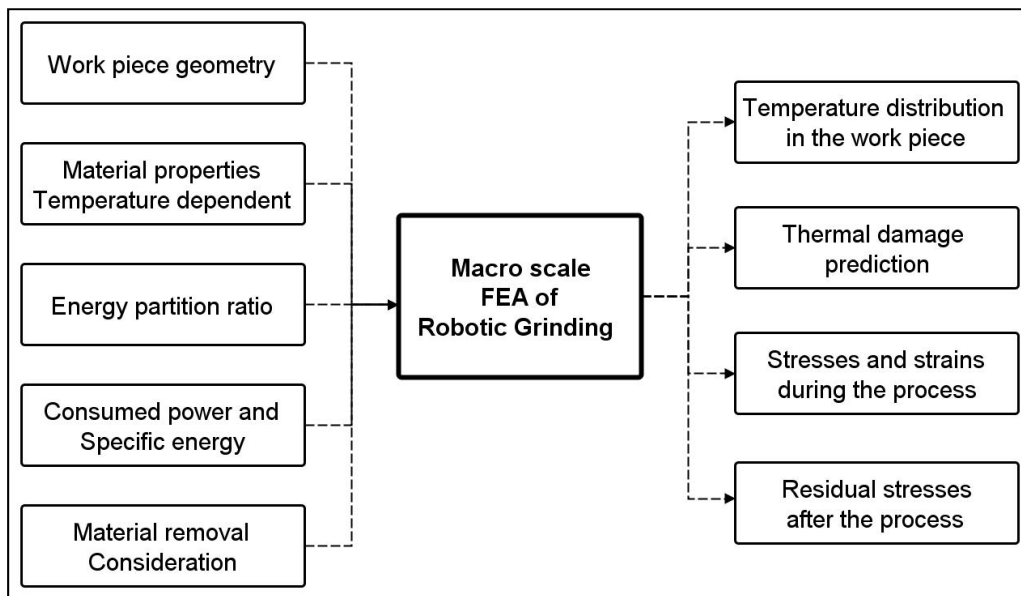 Work piece geometry
Material properties
Temperature dependent
Energy partition ratio
Consumed power and
Specific energy
Material removal
Consideration
Macro scale
FEA of
Robotic Grinding
Temperature distribution
in the work piece
Thermal damage
prediction
Stresses and strains
during the process
Residual stresses
after the process